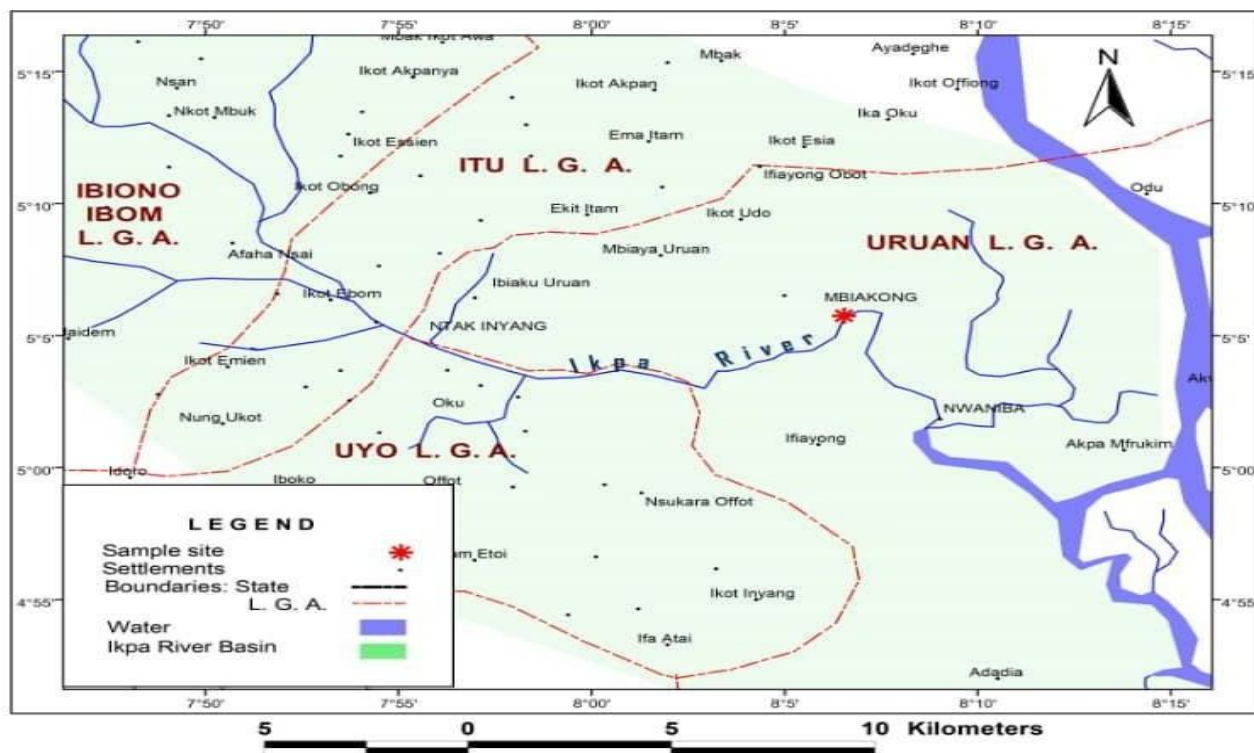 7°50' 7°55' 8°00' 8°05' 8°10' 8°15'
Mbak Ikot Awa
Mbak
Ayadeghe
N
5°15'
5°15'
Nsan
Ikot Akpanya
Ikot Akpan
Ikot Offiong
Nkot Mbuk
Ika Oku
Ikot Essien
Ema Itam
Ikot Esia
ITU L. G. A.
Ifiayong Obot
IBIONO
IBOM
L. G. A.
Ikot Obong
Odu
5°10'
5°10'
Ekit Itam
Ikot Udo
Afaha Nsai
Mbiaya Uruan
URUAN L. G. A.
Ikot Ebom
Ibiaku Uruan
MBIAKONG
5°5'
5°5'
NTAK INYANG
Ikpa River
Ikot Emien
Nung Ukot
Oku
NWANIBA
UYO L. G. A.
Ifiayong
Akpa Mfrukim
5°00'
5°00'
Idoro
Iboko
Offot
Nsukara Offot
LEGEND
Sample site
Settlements
Boundaries: State
L. G. A.
Water
Ikpa River Basin
Etoi
4°55'
4°55'
Ikot Inyang
Ifa Atai
Adadia
7°50' 7°55' 8°00' 8°5' 8°10' 8°15'
5 0 5 10 Kilometers